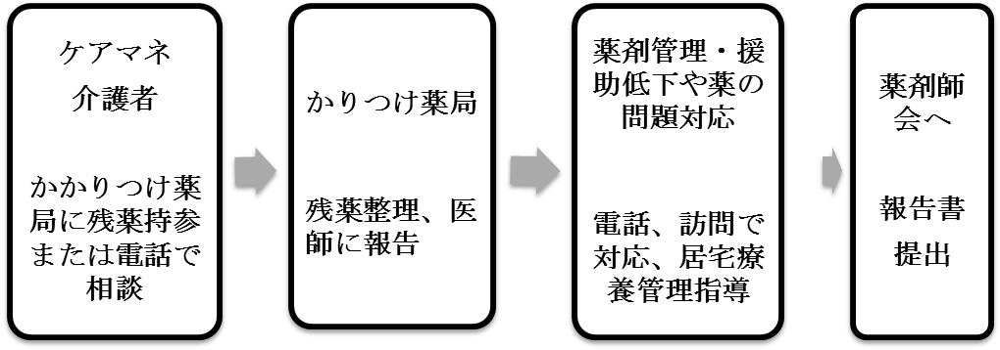 ケアマネ
介護者
かかりつけ薬
局に残薬持参
または電話で
相談
かりつけ薬局
残薬整理、医
師に報告
薬剤管理・援
助低下や薬の
問題対応
電話、訪問で
対応、居宅療
養管理指導
薬剤師
会へ
報告書
提出